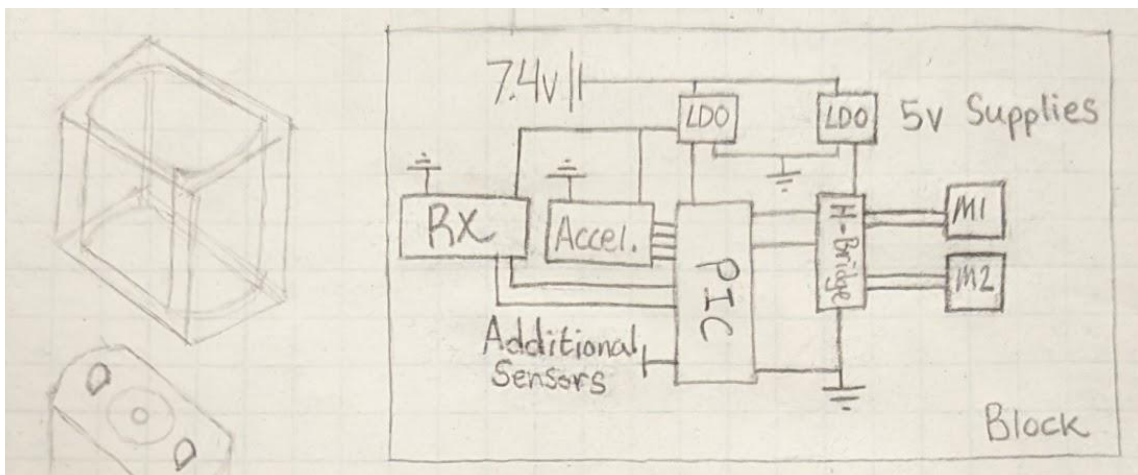 7.4v
LDO
LDO
5v Supplies
RX
Accel.
PIC
H-Bridge
M1
M2
Additional
Sensors
Block